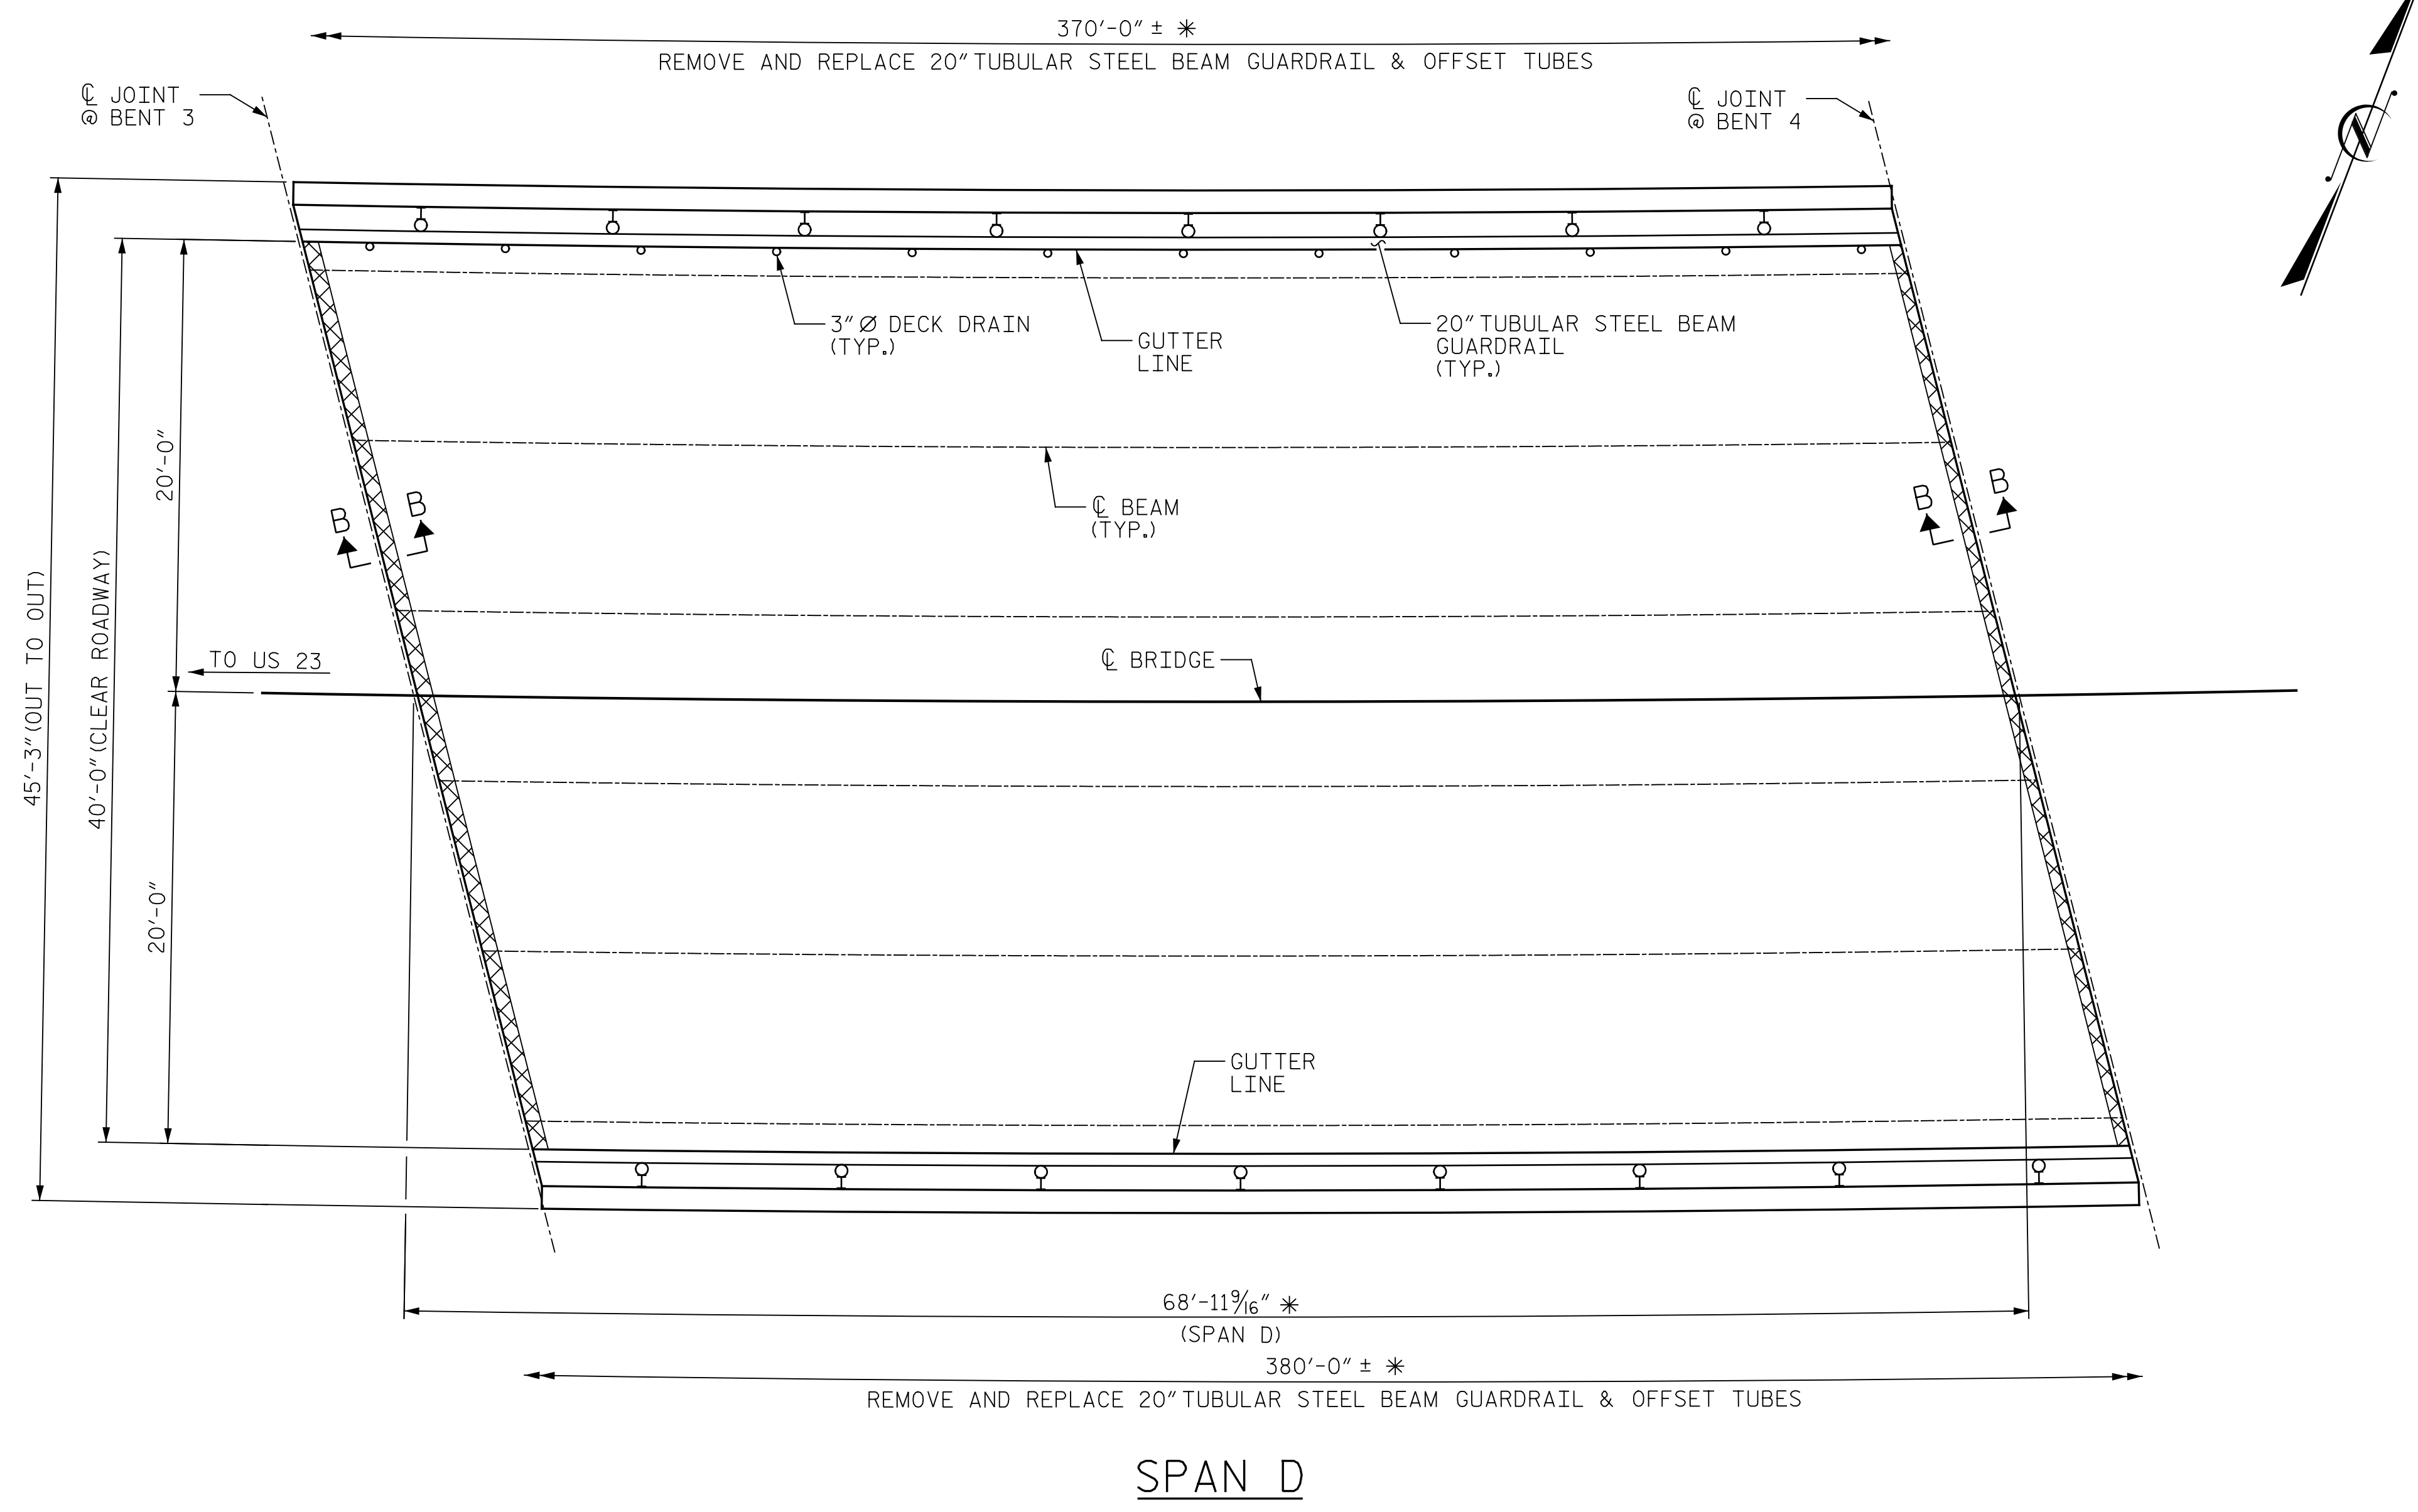 370'-0" ± *
REMOVE AND REPLACE 20" TUBULAR STEEL BEAM GUARDRAIL & OFFSET TUBES
℄ JOINT
@ BENT 3
℄ JOINT
@ BENT 4
N
3" Ø DECK DRAIN
(TYP.)
GUTTER
LINE
20" TUBULAR STEEL BEAM
GUARDRAIL
(TYP.)
20'-0"
℄ BEAM
(TYP.)
B
B
B
B
45'-3" (OUT TO OUT)
40'-0" (CLEAR ROADWAY)
TO US 23
℄ BRIDGE
20'-0"
GUTTER
LINE
68'-11 9/16" *
(SPAN D)
380'-0" ± *
REMOVE AND REPLACE 20" TUBULAR STEEL BEAM GUARDRAIL & OFFSET TUBES
SPAN D